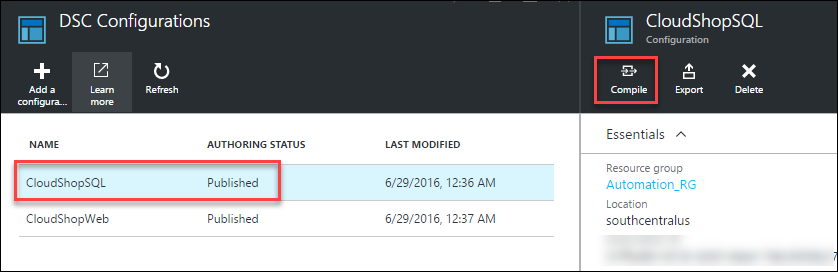 DSC Configurations
Add a configura...
Learn more
Refresh
NAME AUTHORING STATUS LAST MODIFIED
CloudShopSQL Published 6/29/2016, 12:36 AM
CloudShopWeb Published 6/29/2016, 12:37 AM
CloudShopSQL
Configuration
Compile Export Delete
Essentials
Resource group
Automation_RG
Location
southcentralus